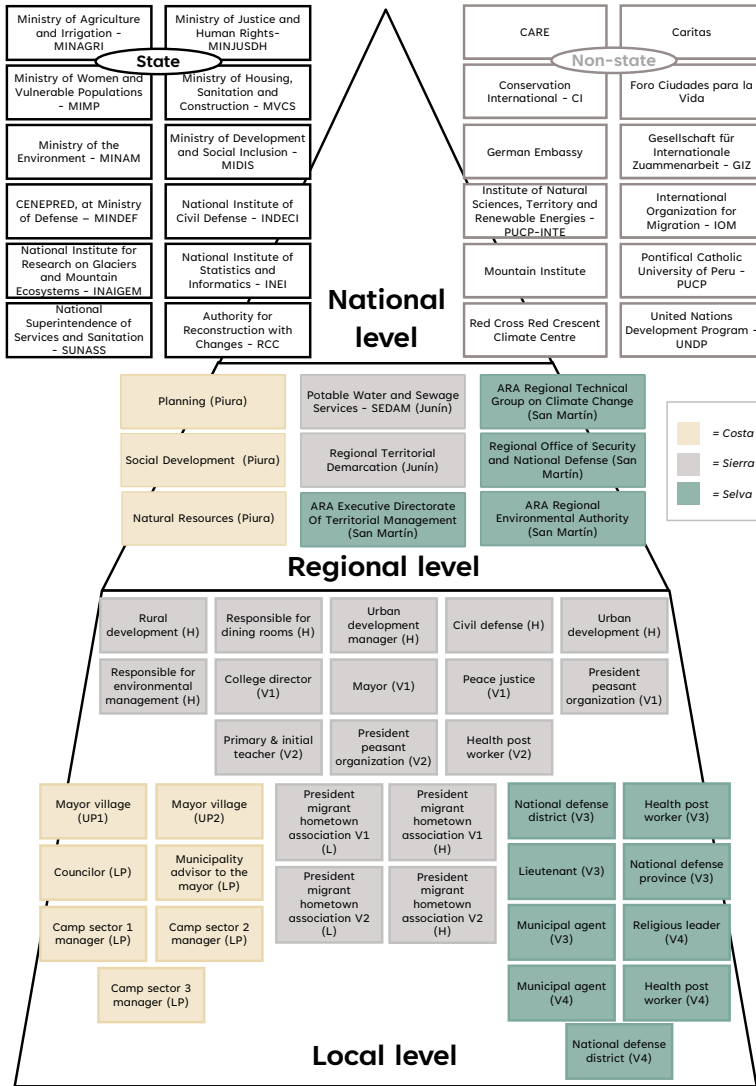 Ministry of Agriculture
and Irrigation -
MINAGRI
Ministry of Justice and
Human Rights-
MINJUSDH
State
Ministry of Women and
Vulnerable Populations -
MIMP
Ministry of Housing,
Sanitation and
Construction - MVCS
Ministry of the
Environment - MINAM
Ministry of Development
and Social Inclusion -
MIDIS
CENEPRED, at Ministry
of Defense – MINDEF
National Institute of
Civil Defense - INDECI
National Institute for
Research on Glaciers
and Mountain
Ecosystems - INAIGEM
National Institute of
Statistics and
Informatics - INEI
National
Superintendence of
Services and Sanitation
- SUNASS
Authority for
Reconstruction with
Changes - RCC
CARE
Caritas
Non-state
Conservation
International - CI
Foro Ciudades para la
Vida
German Embassy
Gesellschaft für
Internationale
Zuammenarbeit - GIZ
Institute of Natural
Sciences, Territory and
Renewable Energies -
PUCP-INTE
International
Organization for
Migration - IOM
Mountain Institute
Pontifical Catholic
University of Peru -
PUCP
Red Cross Red Crescent
Climate Centre
United Nations
Development Program -
UNDP
National
level
Planning (Piura)
Potable Water and Sewage
Services - SEDAM (Junín)
ARA Regional Technical
Group on Climate Change
(San Martín)
Social Development (Piura)
Regional Territorial
Demarcation (Junín)
Regional Office of Security
and National Defense (San
Martín)
Natural Resources (Piura)
ARA Executive Directorate
Of Territorial Management
(San Martín)
ARA Regional
Environmental Authority
(San Martín)
= Costa
= Sierra
= Selva
Regional level
Rural
development (H)
Responsible for
dining rooms (H)
Urban
development
manager (H)
Civil defense (H)
Urban
development (H)
Responsible for
environmental
management (H)
College director
(V1)
Mayor (V1)
Peace justice
(V1)
President
peasant
organization (V1)
Primary & initial
teacher (V2)
President
peasant
organization (V2)
Health post
worker (V2)
Mayor village
(UP1)
Mayor village
(UP2)
President
migrant
hometown
association V1
(L)
President
migrant
hometown
association V1
(H)
National defense
district (V3)
Health post
worker (V3)
Councilor (LP)
Municipality
advisor to the
mayor (LP)
President
migrant
hometown
association V2
(L)
President
migrant
hometown
association V2
(H)
Lieutenant (V3)
National defense
province (V3)
Camp sector 1
manager (LP)
Camp sector 2
manager (LP)
Municipal agent
(V3)
Religious leader
(V4)
Camp sector 3
manager (LP)
Municipal agent
(V4)
Health post
worker (V4)
National defense
district (V4)
Local level